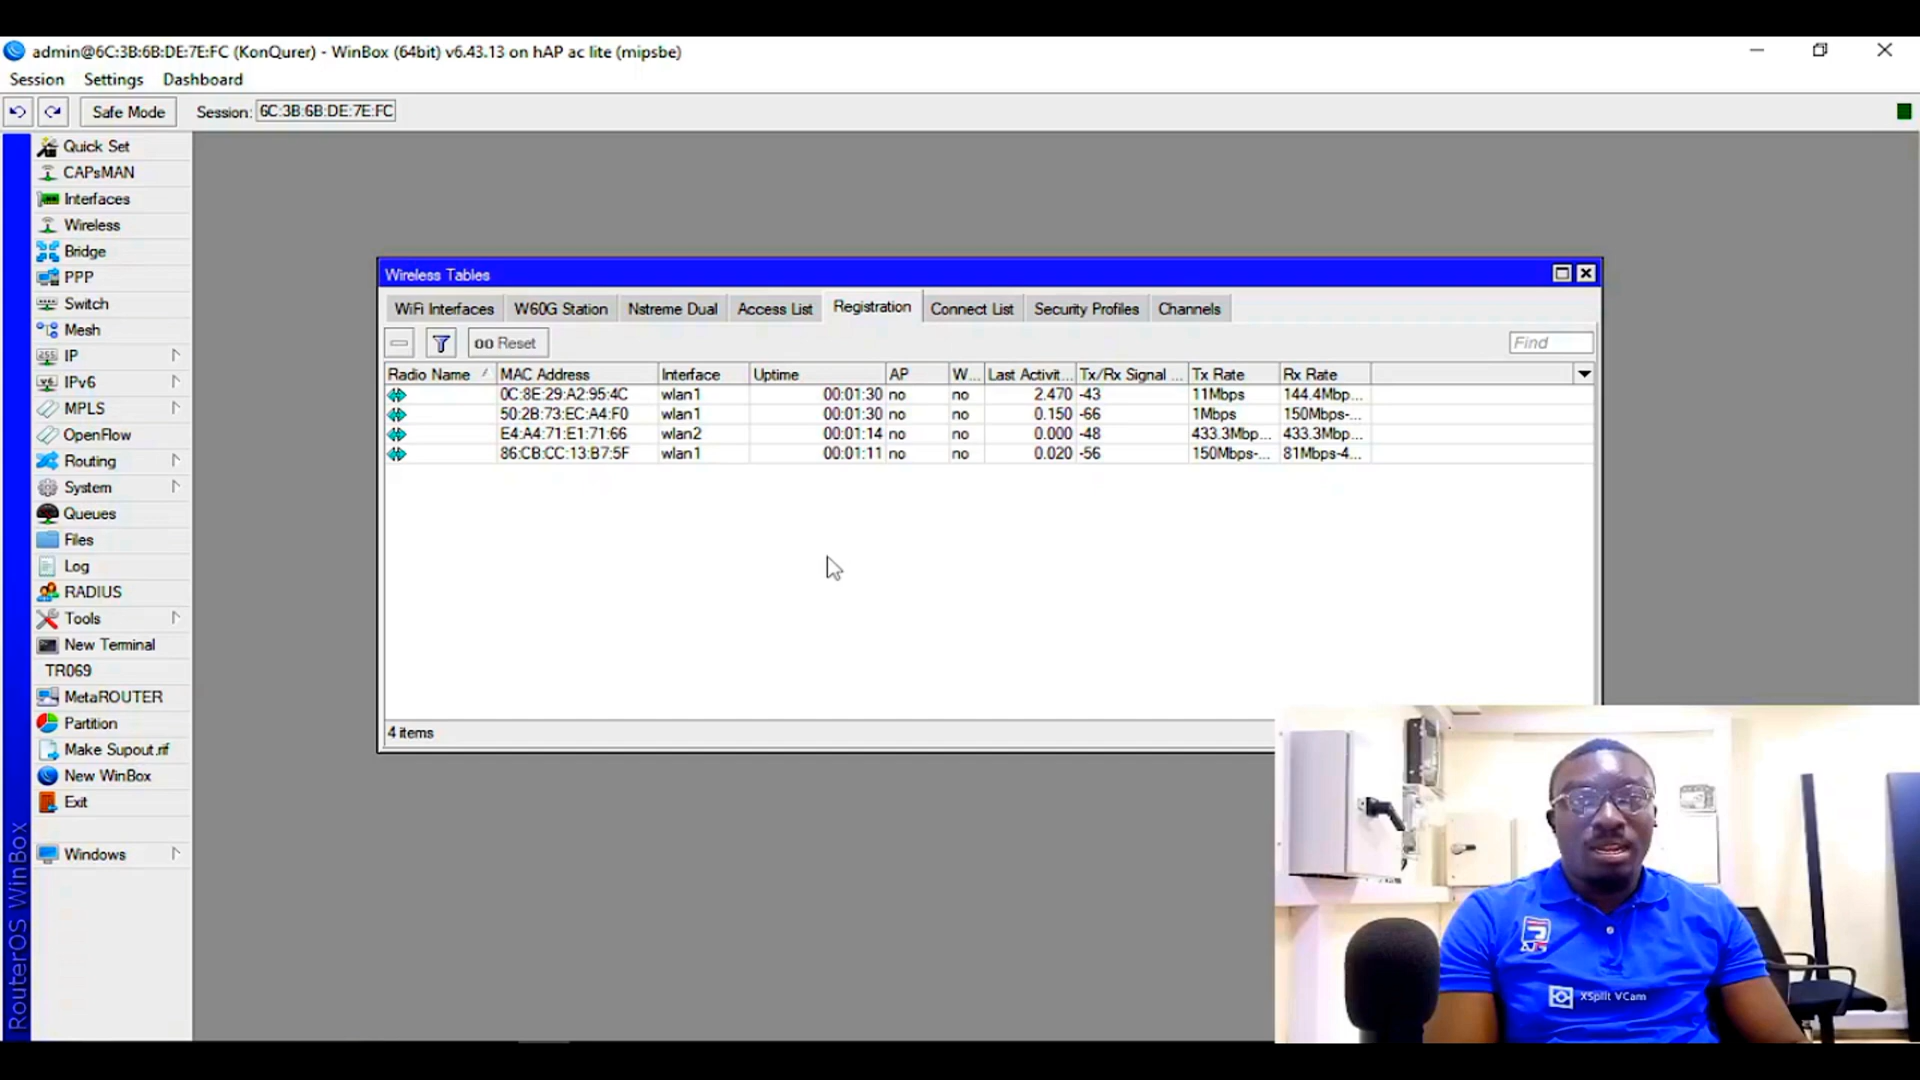 admin@6C:3B:6B:DE:7E:FC (KonQurer) - WinBox (64bit) v6.43.13 on hAP ac lite (mipsbe)
Session Settings Dashboard
Safe Mode Session: 6C:3B:6B:DE:7E:FC
Quick Set
CAPsMAN
Interfaces
Wireless
Bridge
PPP
Switch
Mesh
IP
IPv6
MPLS
OpenFlow
Routing
System
Queues
Files
Log
RADIUS
Tools
New Terminal
TR069
MetaROUTER
Partition
Make Supout.rif
New WinBox
Exit
Windows
RouterOS WinBox
Wireless Tables
WiFi Interfaces W60G Station Nstreme Dual Access List Registration Connect List Security Profiles Channels
00 Reset Find
Radio Name MAC Address Interface Uptime AP W... Last Activit... Tx/Rx Signal ... Tx Rate Rx Rate
0C:8E:29:A2:95:4C wlan1 00:01:30 no no 2.470 -43 11Mbps 144.4Mbp...
50:2B:73:EC:A4:F0 wlan1 00:01:30 no no 0.150 -66 1Mbps 150Mbps-...
E4:A4:71:E1:71:66 wlan2 00:01:14 no no 0.000 -48 433.3Mbp... 433.3Mbp...
86:CB:CC:13:B7:5F wlan1 00:01:11 no no 0.020 -56 150Mbps-... 81Mbps-4...
4 items
XSplit VCam